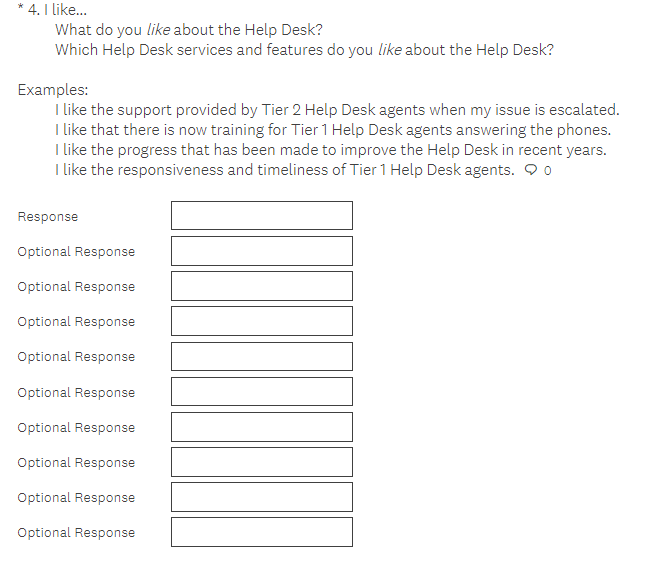 * 4. I like...
What do you like about the Help Desk?
Which Help Desk services and features do you like about the Help Desk?
Examples:
I like the support provided by Tier 2 Help Desk agents when my issue is escalated.
I like that there is now training for Tier 1 Help Desk agents answering the phones.
I like the progress that has been made to improve the Help Desk in recent years.
I like the responsiveness and timeliness of Tier 1 Help Desk agents. 0
Response
Optional Response
Optional Response
Optional Response
Optional Response
Optional Response
Optional Response
Optional Response
Optional Response
Optional Response